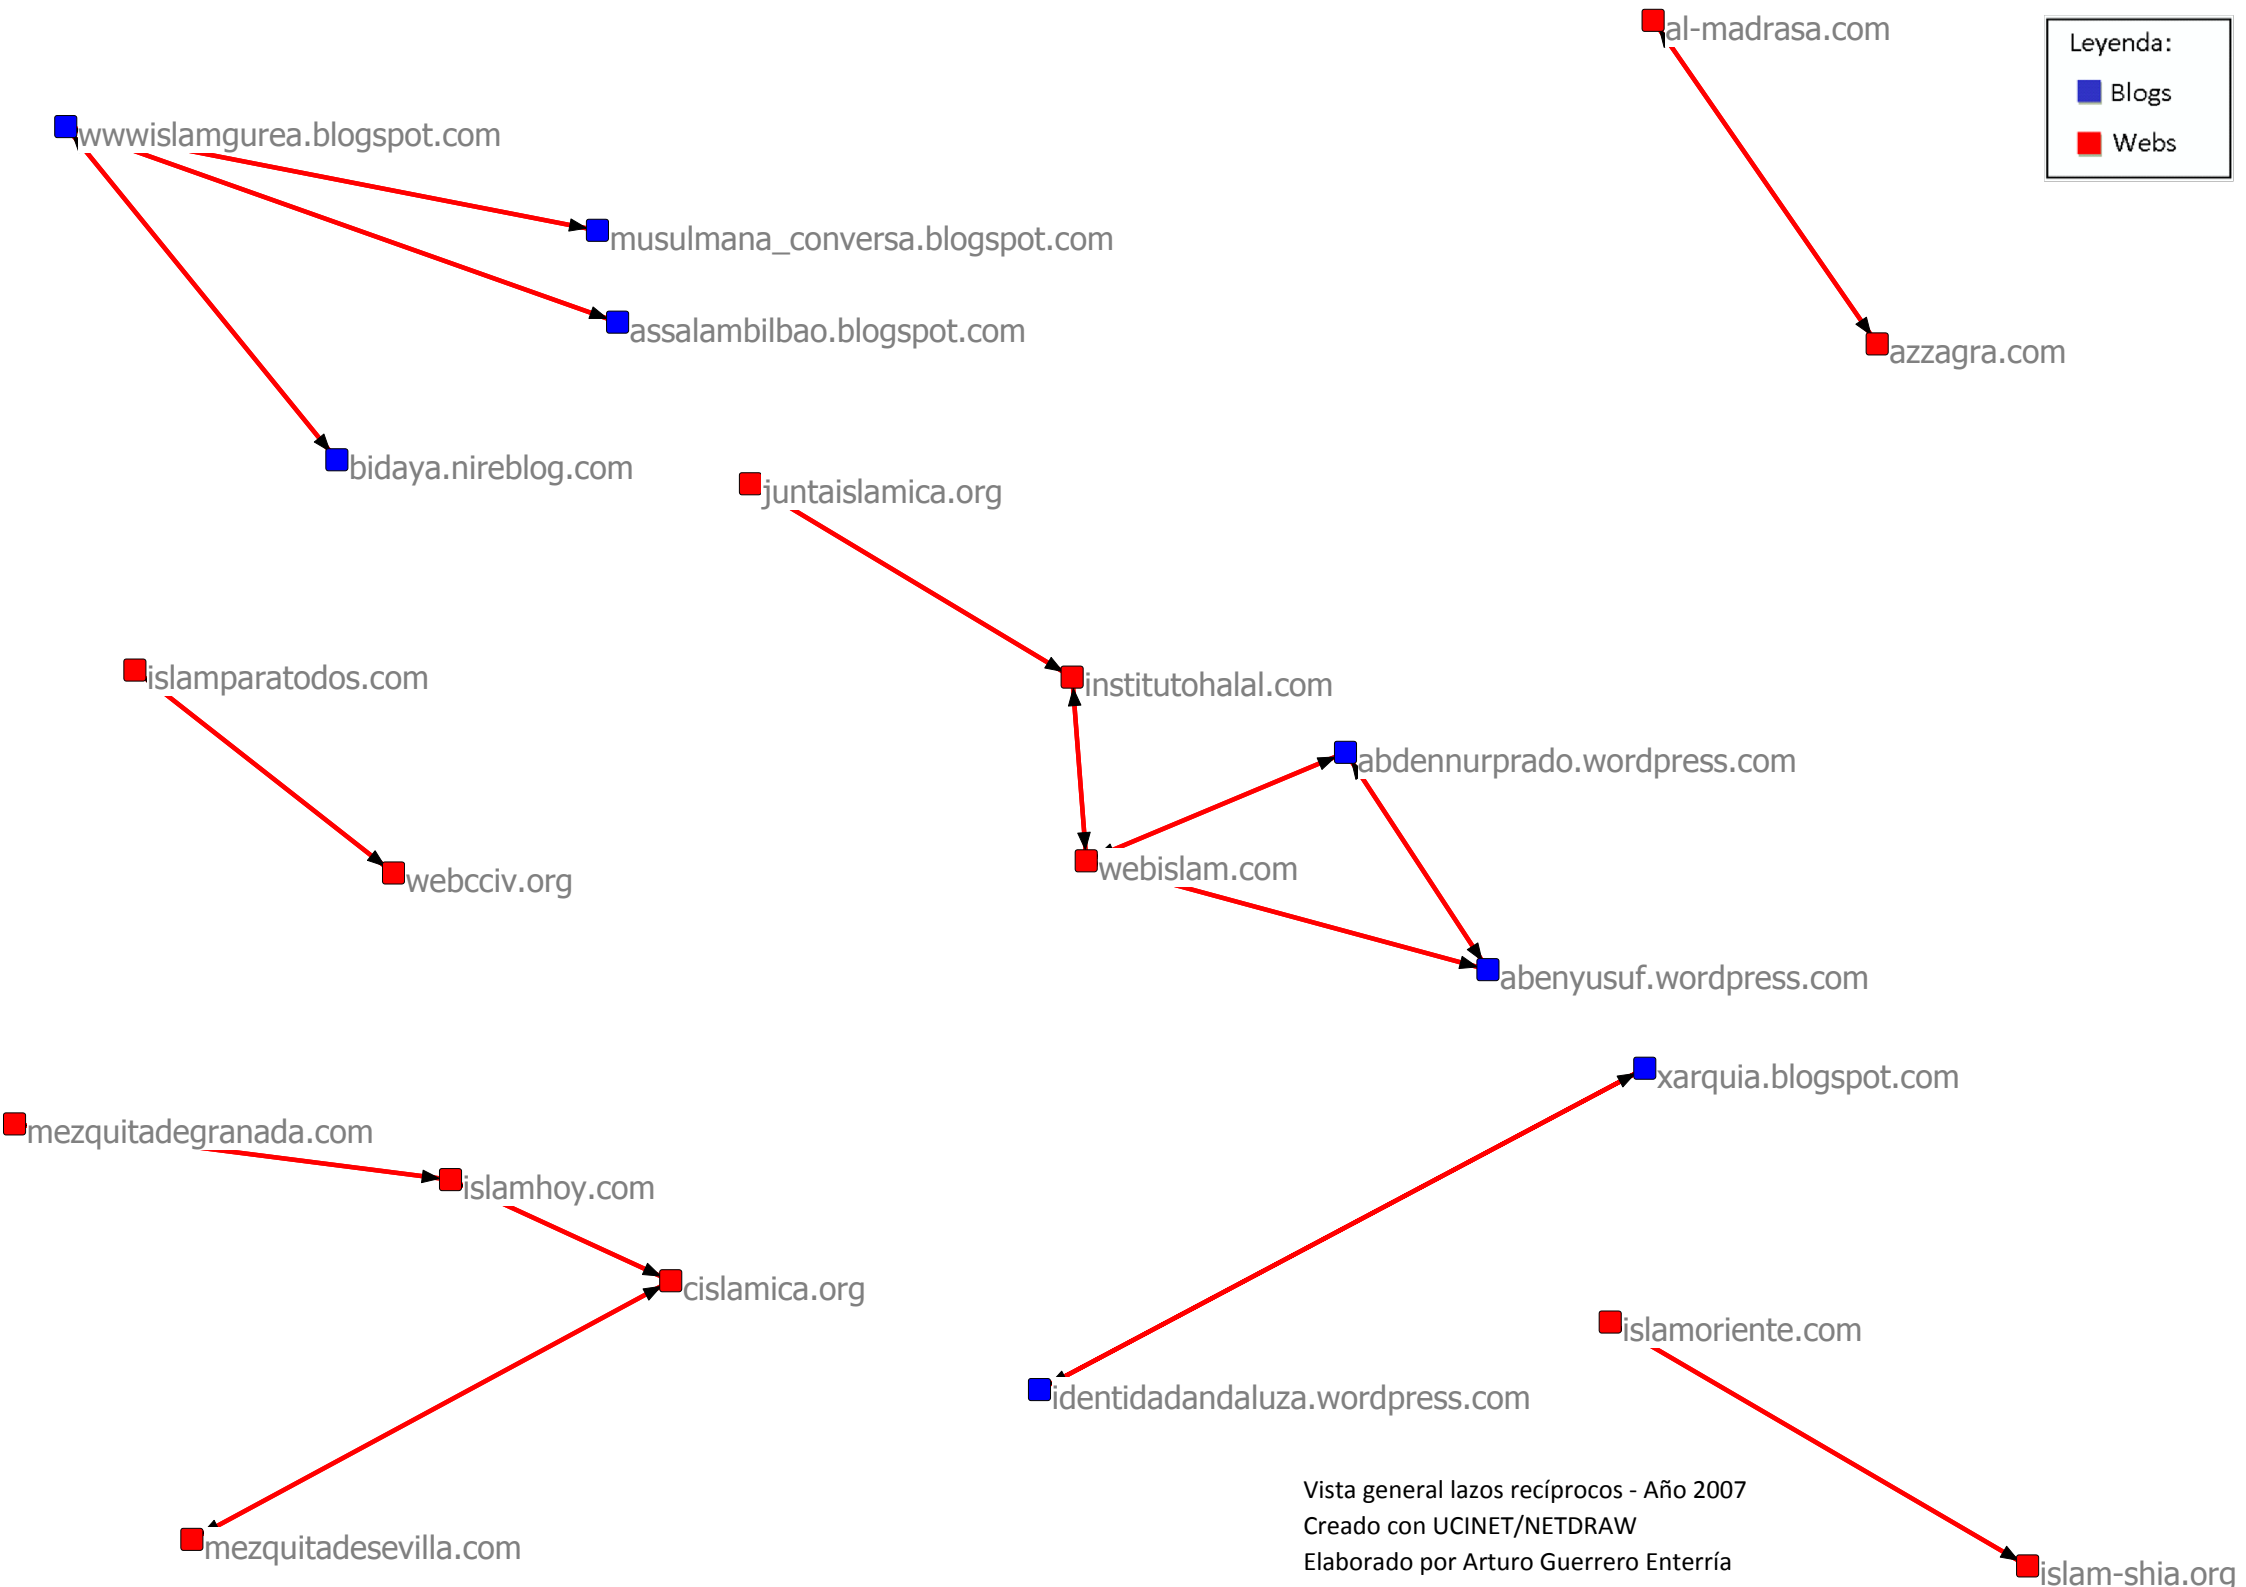 al-madrasa.com
Leyenda:
Blogs
Webs
wwwislamgurea.blogspot.com
musulmana_conversa.blogspot.com
assalambilbao.blogspot.com
azzagra.com
bidaya.nireblog.com
juntaislamica.org
islamparatodos.com
institutohalal.com
abdennurprado.wordpress.com
webislam.com
webcciv.org
abenyusuf.wordpress.com
xarquia.blogspot.com
mezquitadegranada.com
islamhoy.com
cislamica.org
islamoriente.com
identidadandaluza.wordpress.com
Vista general lazos recíprocos - Año 2007
Creado con UCINET/NETDRAW
Elaborado por Arturo Guerrero Enterría
mezquitadesevilla.com
islam-shia.org